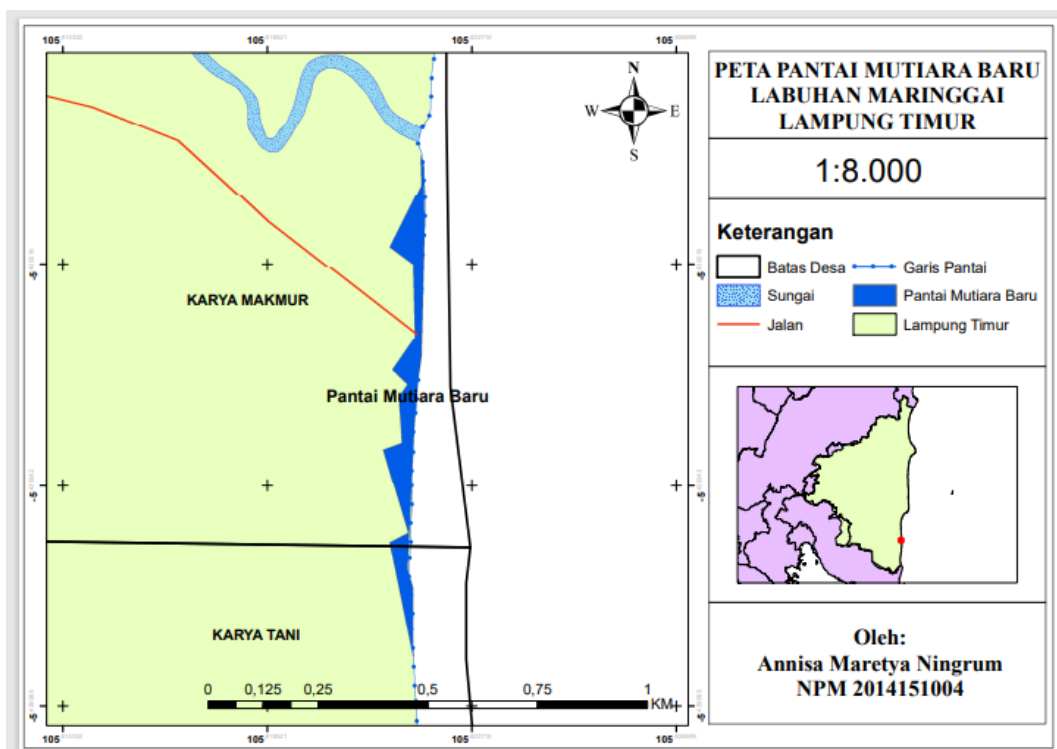 PETA PANTAI MUTIARA BARU
LABUHAN MARINGGAI
LAMPUNG TIMUR
1:8.000
Keterangan
Batas Desa
Garis Pantai
Sungai
Pantai Mutiara Baru
Jalan
Lampung Timur
Oleh:
Annisa Maretya Ningrum
NPM 2014151004
105
105
105
105
N
W
E
S
-5
-5
KARYA MAKMUR
Pantai Mutiara Baru
-5
-5
KARYA TANI
0 0,125 0,25 0,5 0,75 1
KM
-5
-5
105
105
105
105